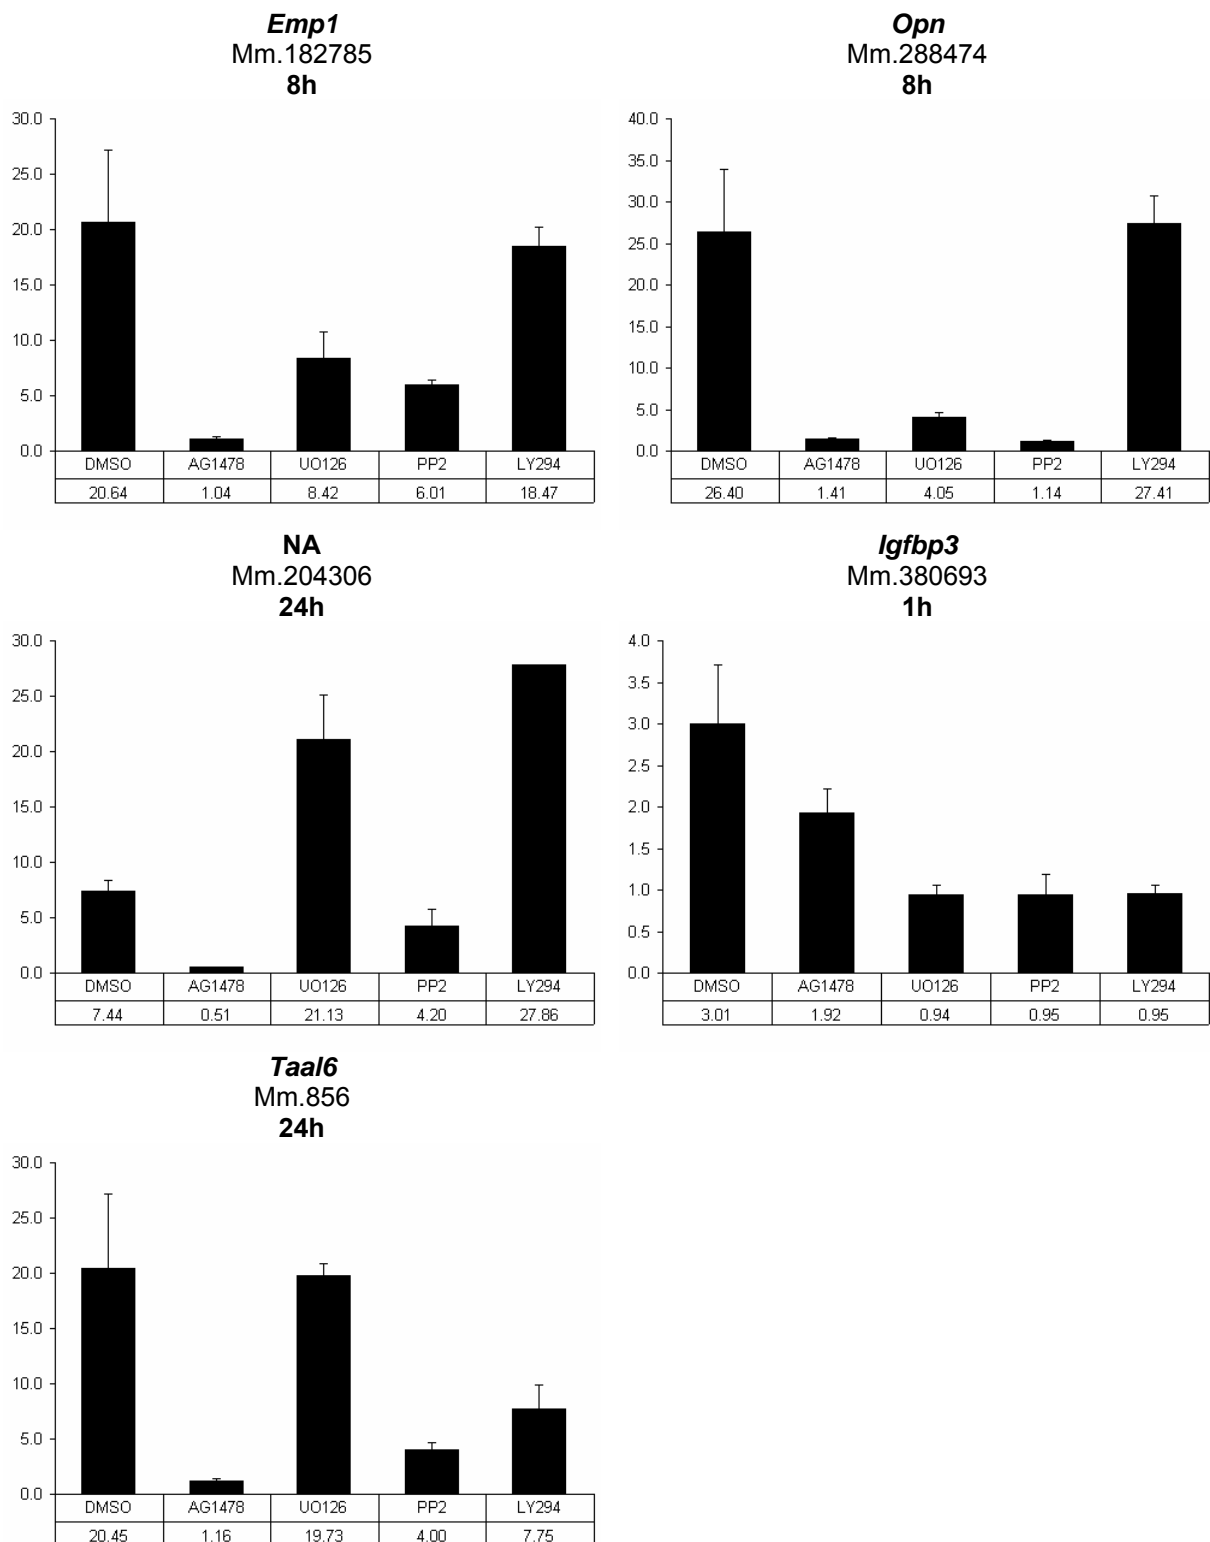 Emp1
Mm.182785
8h
30.0
25.0
20.0
15.0
10.0
5.0
0.0
DMSO AG1478 UO126 PP2 LY294
20.64 1.04 8.42 6.01 18.47
Opn
Mm.288474
8h
40.0
35.0
30.0
25.0
20.0
15.0
10.0
5.0
0.0
DMSO AG1478 UO126 PP2 LY294
26.40 1.41 4.05 1.14 27.41
NA
Mm.204306
24h
30.0
25.0
20.0
15.0
10.0
5.0
0.0
DMSO AG1478 UO126 PP2 LY294
7.44 0.51 21.13 4.20 27.86
Igfbp3
Mm.380693
1h
4.0
3.5
3.0
2.5
2.0
1.5
1.0
0.5
0.0
DMSO AG1478 UO126 PP2 LY294
3.01 1.92 0.94 0.95 0.95
Taal6
Mm.856
24h
30.0
25.0
20.0
15.0
10.0
5.0
0.0
DMSO AG1478 UO126 PP2 LY294
20.45 1.16 19.73 4.00 7.75